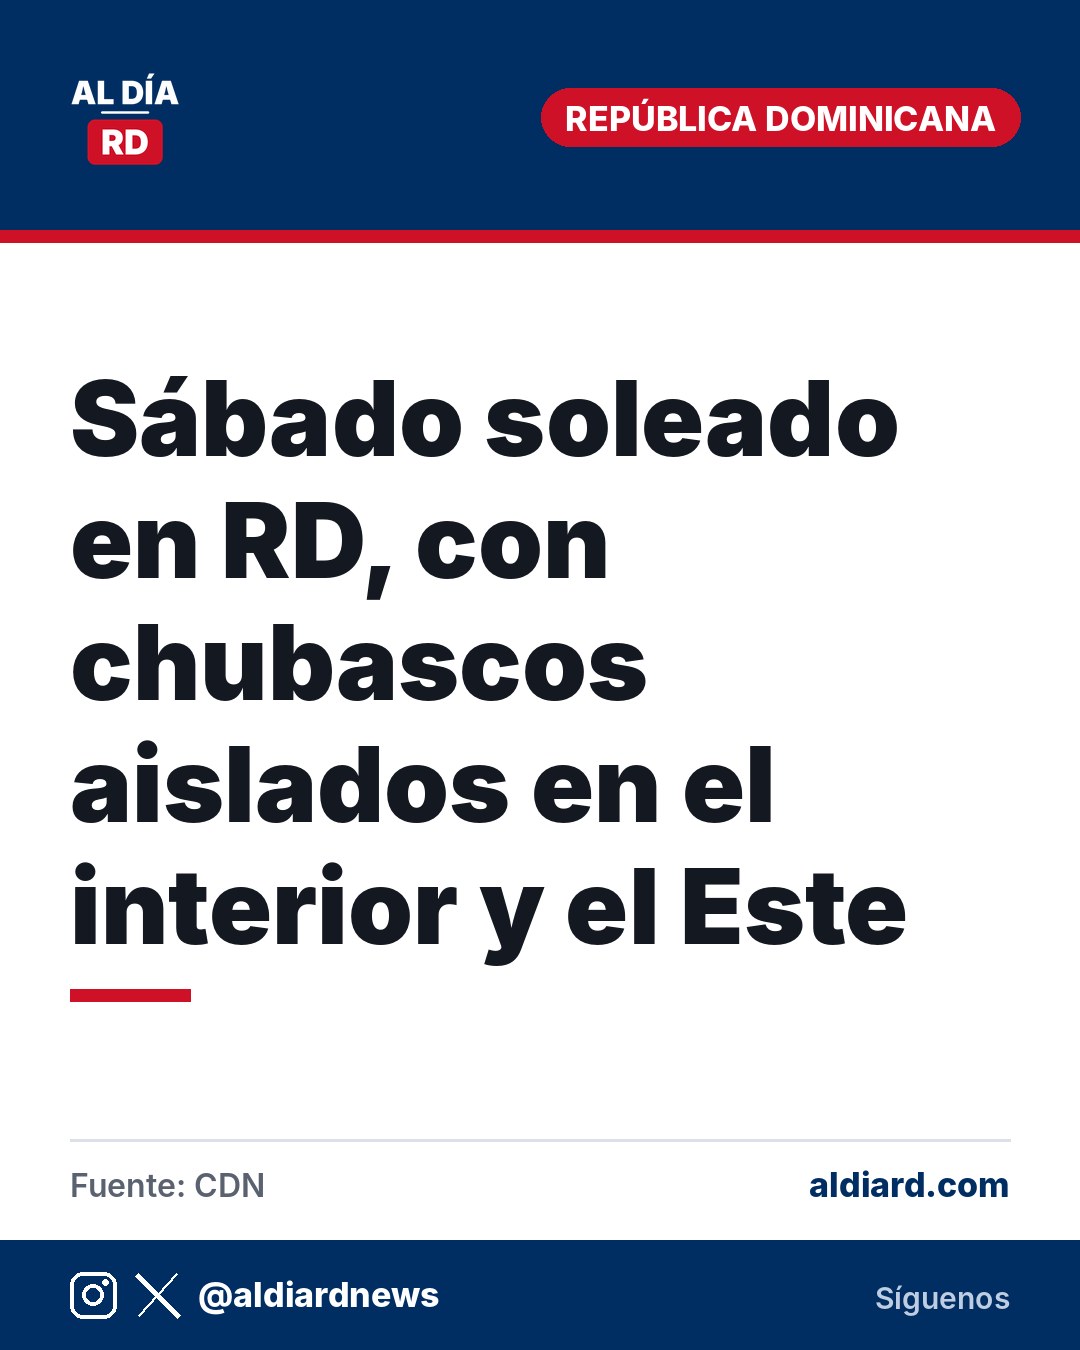 AL DÍA
RD
REPÚBLICA DOMINICANA
Sábado soleado
en RD, con
chubascos
aislados en el
interior y el Este
Fuente: CDN
aldiard.com
@aldiardnews
Síguenos